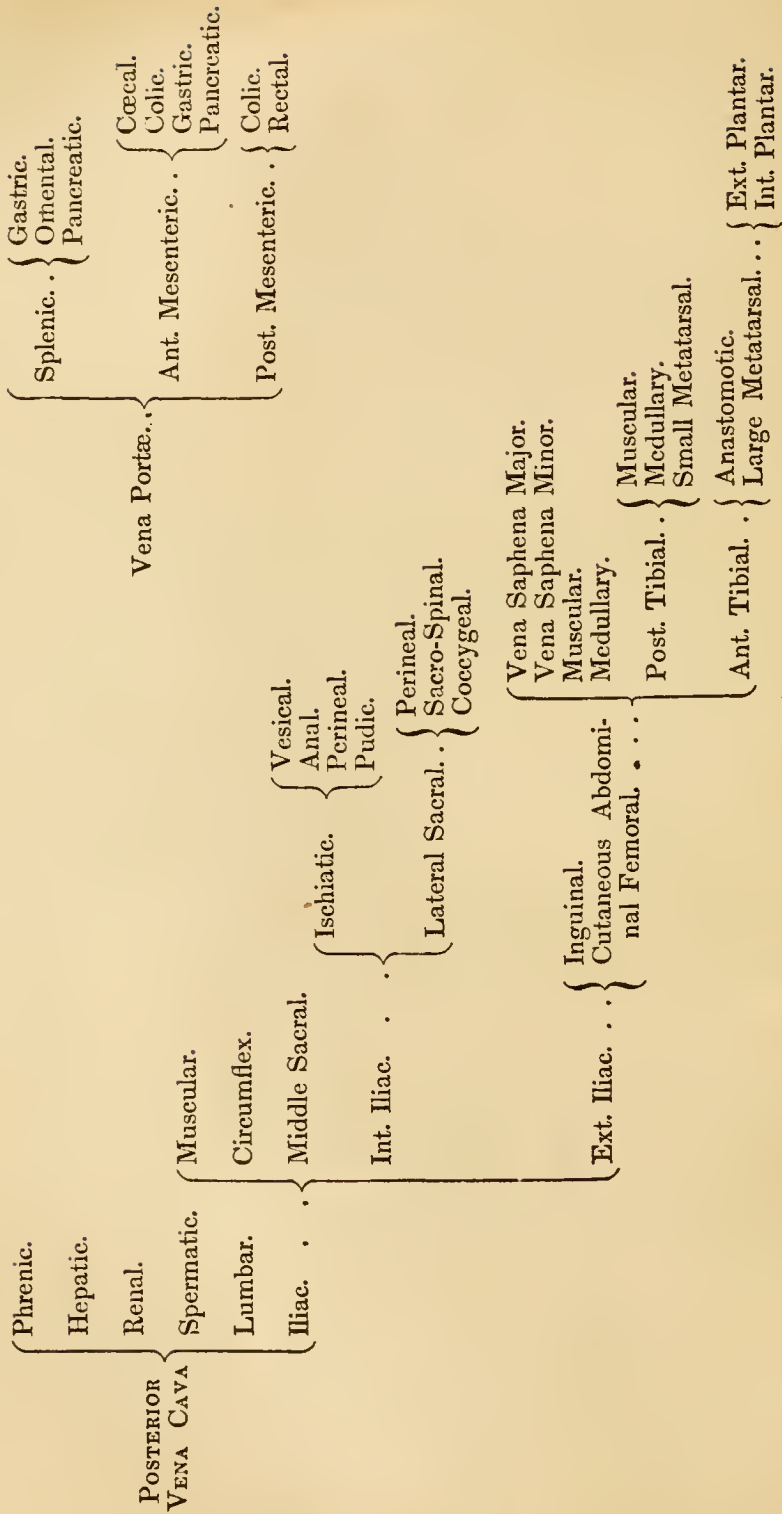 POSTERIOR
VENA CAVA
Phrenic.
Hepatic.
Renal.
Spermatic.
Lumbar.
Iliac. . .
Muscular.
Circumflex.
Middle Sacral.
Int. Iliac. . .
Ext. Iliac. . .
Ischiatic.
Lateral Sacral. .
Vesical.
Anal.
Perineal.
Pudic.
Perineal.
Sacro-Spinal.
Coccygeal.
Inguinal.
Cutaneous Abdomi-
nal Femoral. . . .
Vena Saphena Major.
Vena Saphena Minor.
Muscular.
Medullary.
Post. Tibial. .
Ant. Tibial. .
Muscular.
Medullary.
Small Metatarsal.
Anastomotic.
Large Metatarsal. . .
Ext. Plantar.
Int. Plantar.
Vena Portæ. . .
Splenic. . .
Ant. Mesenteric. .
Post. Mesenteric. .
Gastric.
Omental.
Pancreatic.
Cœcal.
Colic.
Gastric.
Pancreatic.
Colic.
Rectal.